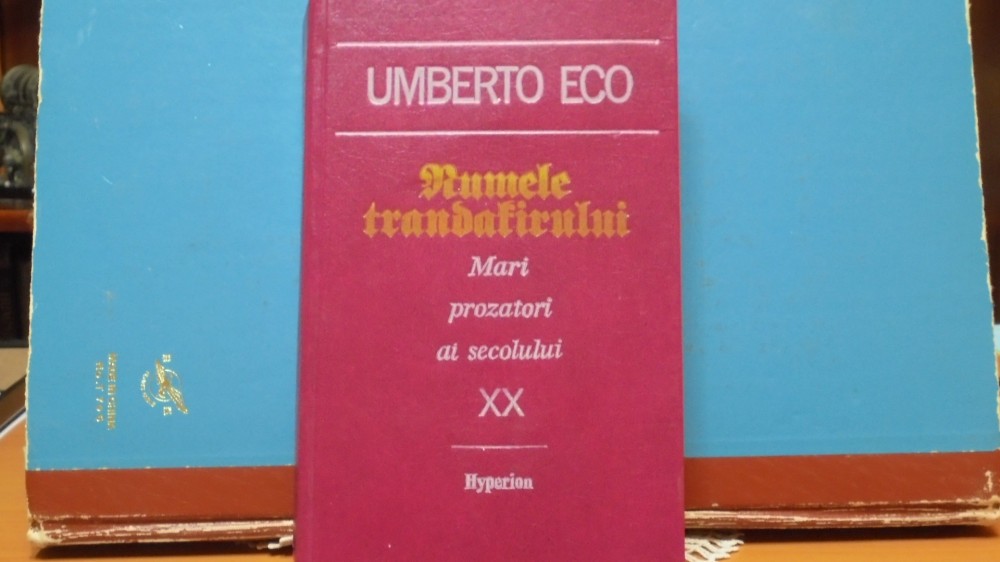 UMBERTO ECO
Numele
trandafirului
Mari
prozatori
ai secolului
XX
Hyperion